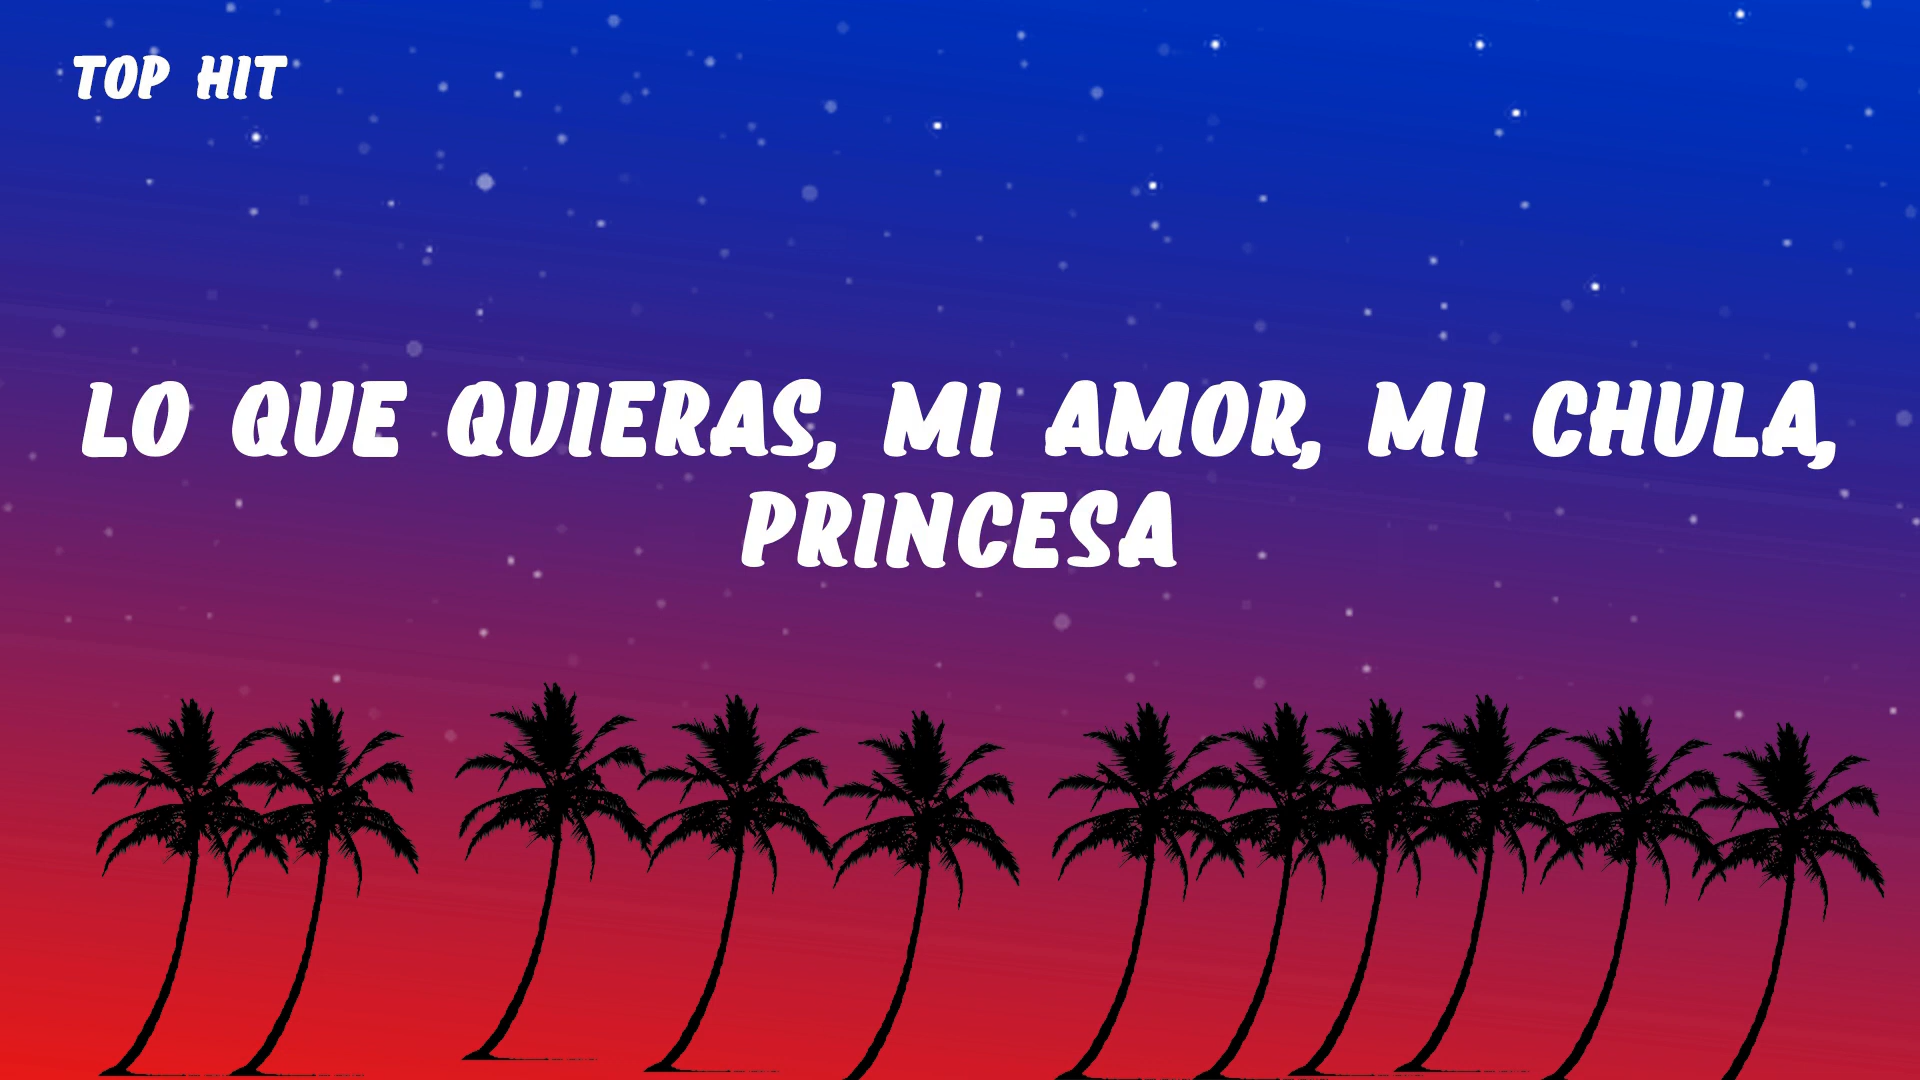 TOP HIT
LO QUE QUIERAS, MI AMOR, MI CHULA,
PRINCESA